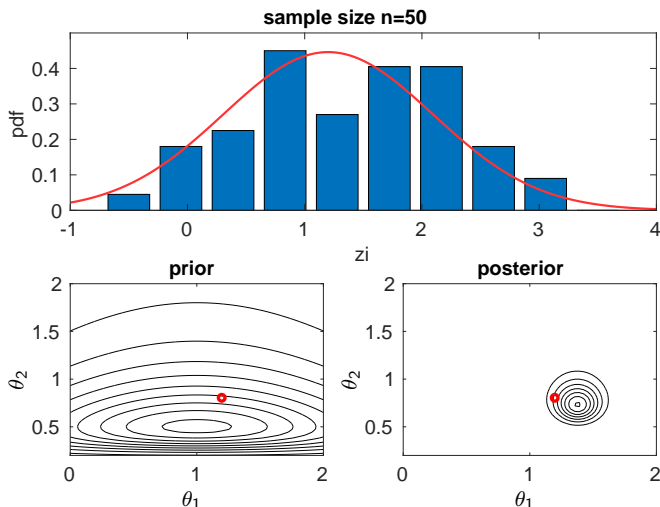 sample size n=50
pdf
0.4
0.3
0.2
0.1
0
-1 0 1 2 3 4
zi
prior
θ2
2
1.5
1
0.5
0 1 2
θ1
posterior
θ2
2
1.5
1
0.5
0 1 2
θ1